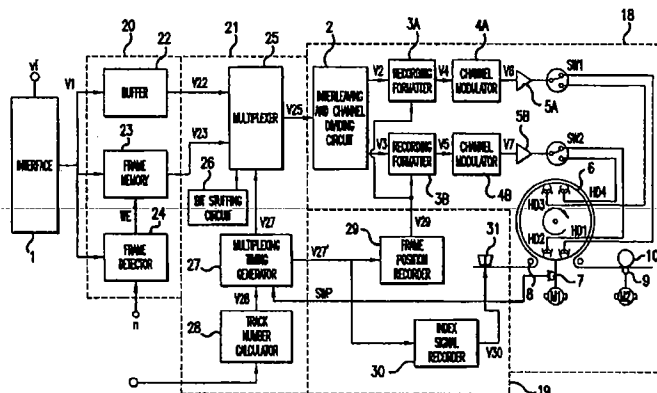 20 21 18
22 25 2 3A 4A
vi
V1
BUFFER
V22
MULTIPLEXER
V25
INTERLEAVING AND CHANNEL DIVIDING CIRCUIT
V2
RECORDING FORMATTER
V4
CHANNEL MODULATOR
V6
SW1
5A
23
FRAME MEMORY
V23
INTERFACE
1
26
BIT STUFFING CIRCUIT
V3
RECORDING FORMATTER
V5
CHANNEL MODULATOR
V7
SW2
5B
3B
4B
6
HD3
HD4
HD2
HD1
WE
24
FRAME DETECTOR
n
V27
27
MULTIPLEXING TIMING GENERATOR
V27'
29
V29
FRAME POSITION RECORDER
31
SWP
8
7
M1
10
9
M2
28
TRACK NUMBER CALCULATOR
INDEX SIGNAL RECORDER
V30
30
19